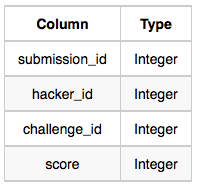 Column Type
submission_id Integer
hacker_id Integer
challenge_id Integer
score Integer